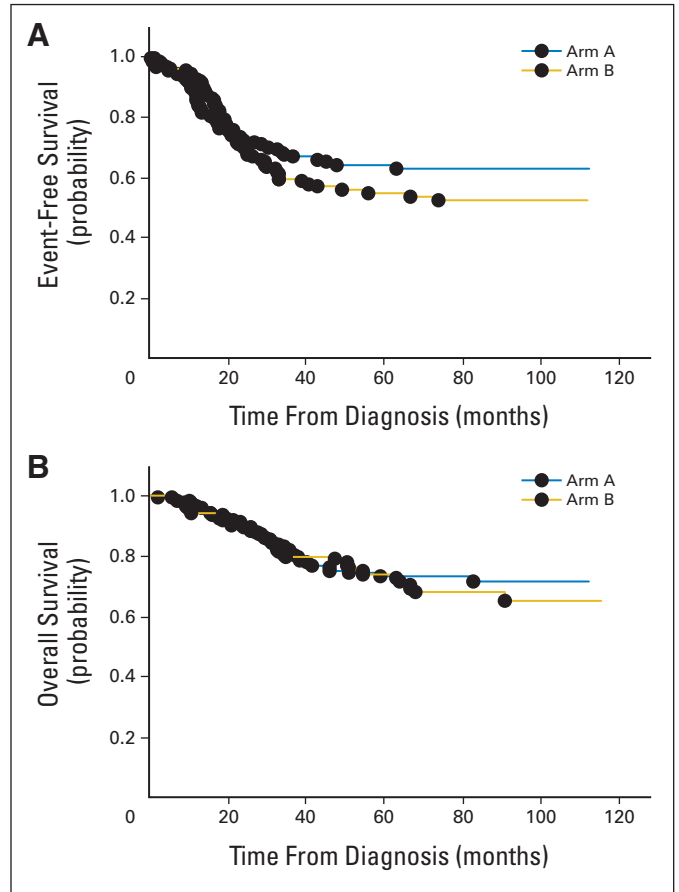 A
Arm A
Arm B
Event-Free Survival
(probability)
1.0
0.8
0.6
0.4
0.2
0 20 40 60 80 100 120
Time From Diagnosis (months)
B
Arm A
Arm B
Overall Survival
(probability)
1.0
0.8
0.6
0.4
0.2
0 20 40 60 80 100 120
Time From Diagnosis (months)